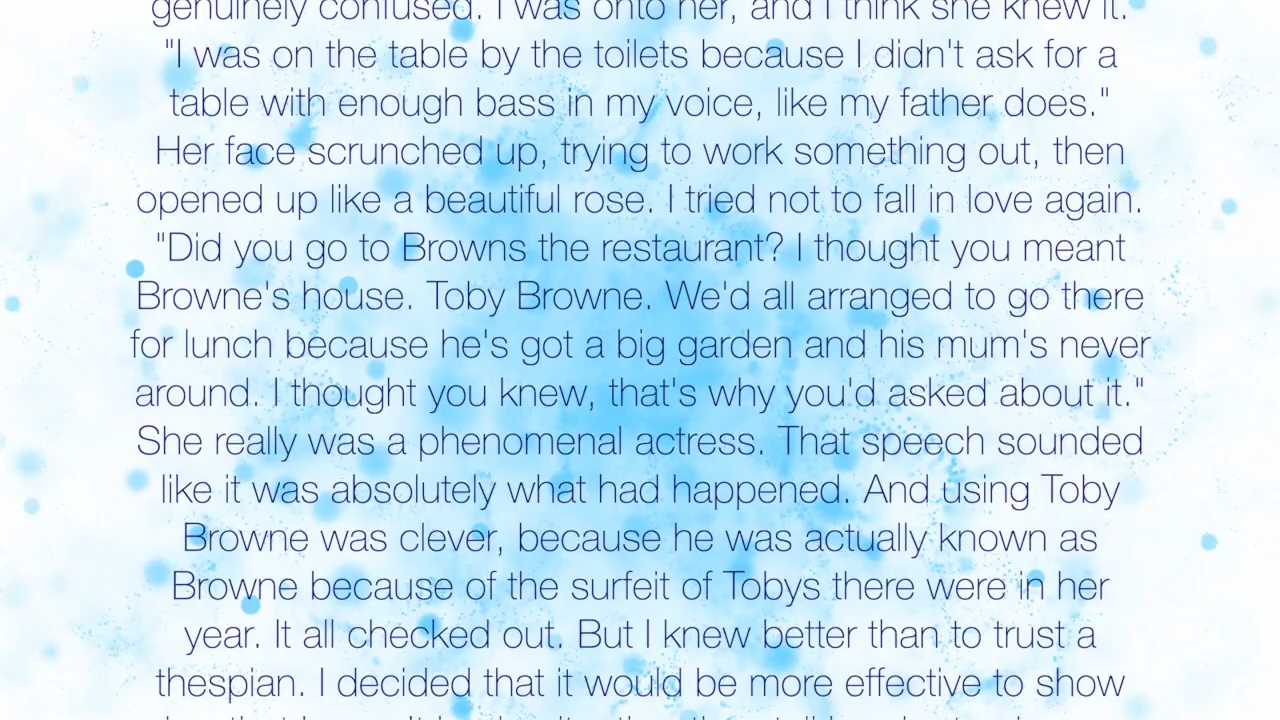 genuinely confused. I was onto her, and I think she knew it.
"I was on the table by the toilets because I didn't ask for a
table with enough bass in my voice, like my father does."
Her face scrunched up, trying to work something out, then
opened up like a beautiful rose. I tried not to fall in love again.
"Did you go to Browns the restaurant? I thought you meant
Browne's house. Toby Browne. We'd all arranged to go there
for lunch because he's got a big garden and his mum's never
around. I thought you knew, that's why you'd asked about it."
She really was a phenomenal actress. That speech sounded
like it was absolutely what had happened. And using Toby
Browne was clever, because he was actually known as
Browne because of the surfeit of Tobys there were in her
year. It all checked out. But I knew better than to trust a
thespian. I decided that it would be more effective to show